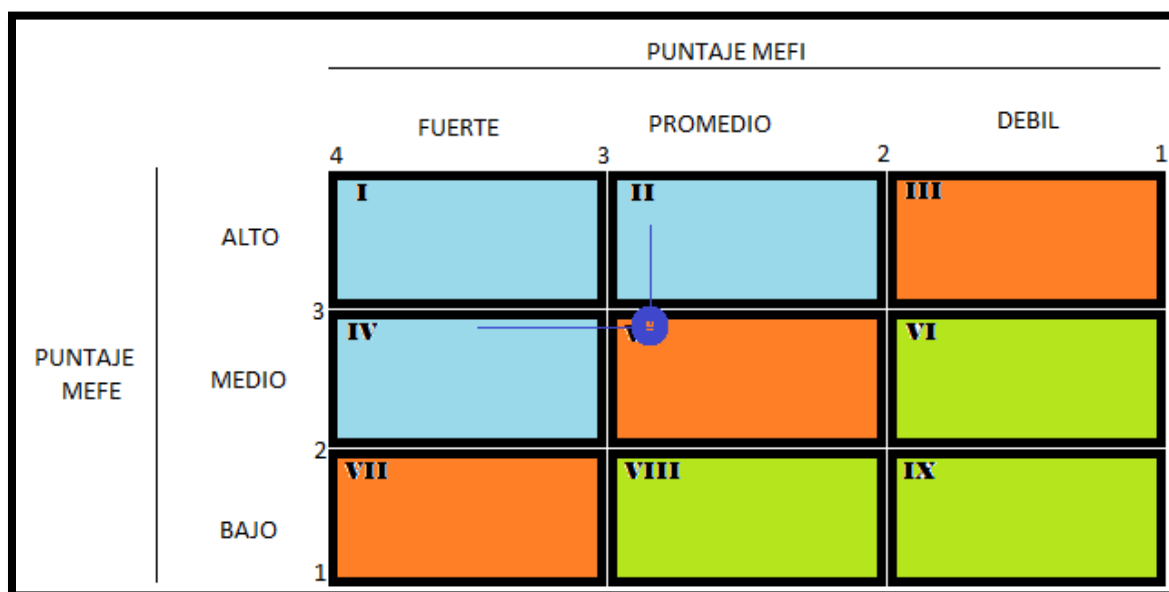 PUNTAJE MEFI
FUERTE PROMEDIO DEBIL
4 3 2 1
I II III
ALTO
3
IV VI
PUNTAJE
MEFE
MEDIO
2
VII VIII IX
BAJO
1